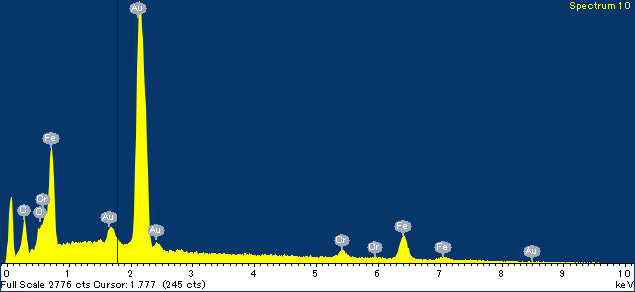 Spectrum 10
Au
Fe
Cr
O
Au
Au
Cr
Cr
Fe
Fe
Au
0 1 2 3 4 5 6 7 8 9 10
Full Scale 2776 cts Cursor: 1.777 (245 cts) keV